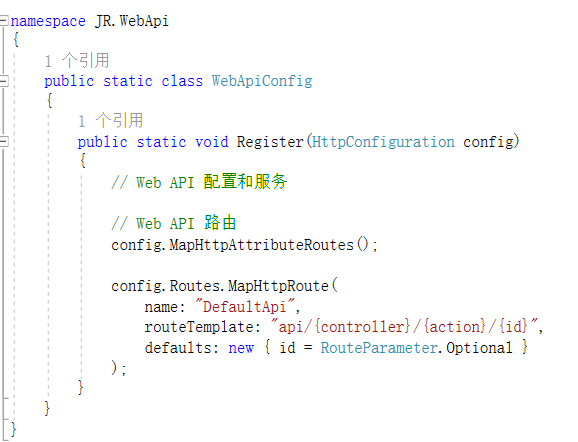 namespace JR.WebApi
{
1 个引用
public static class WebApiConfig
{
1 个引用
public static void Register(HttpConfiguration config)
{
// Web API 配置和服务
// Web API 路由
config.MapHttpAttributeRoutes();
config.Routes.MapHttpRoute(
name: "DefaultApi",
routeTemplate: "api/{controller}/{action}/{id}",
defaults: new { id = RouteParameter.Optional }
);
}
}
}